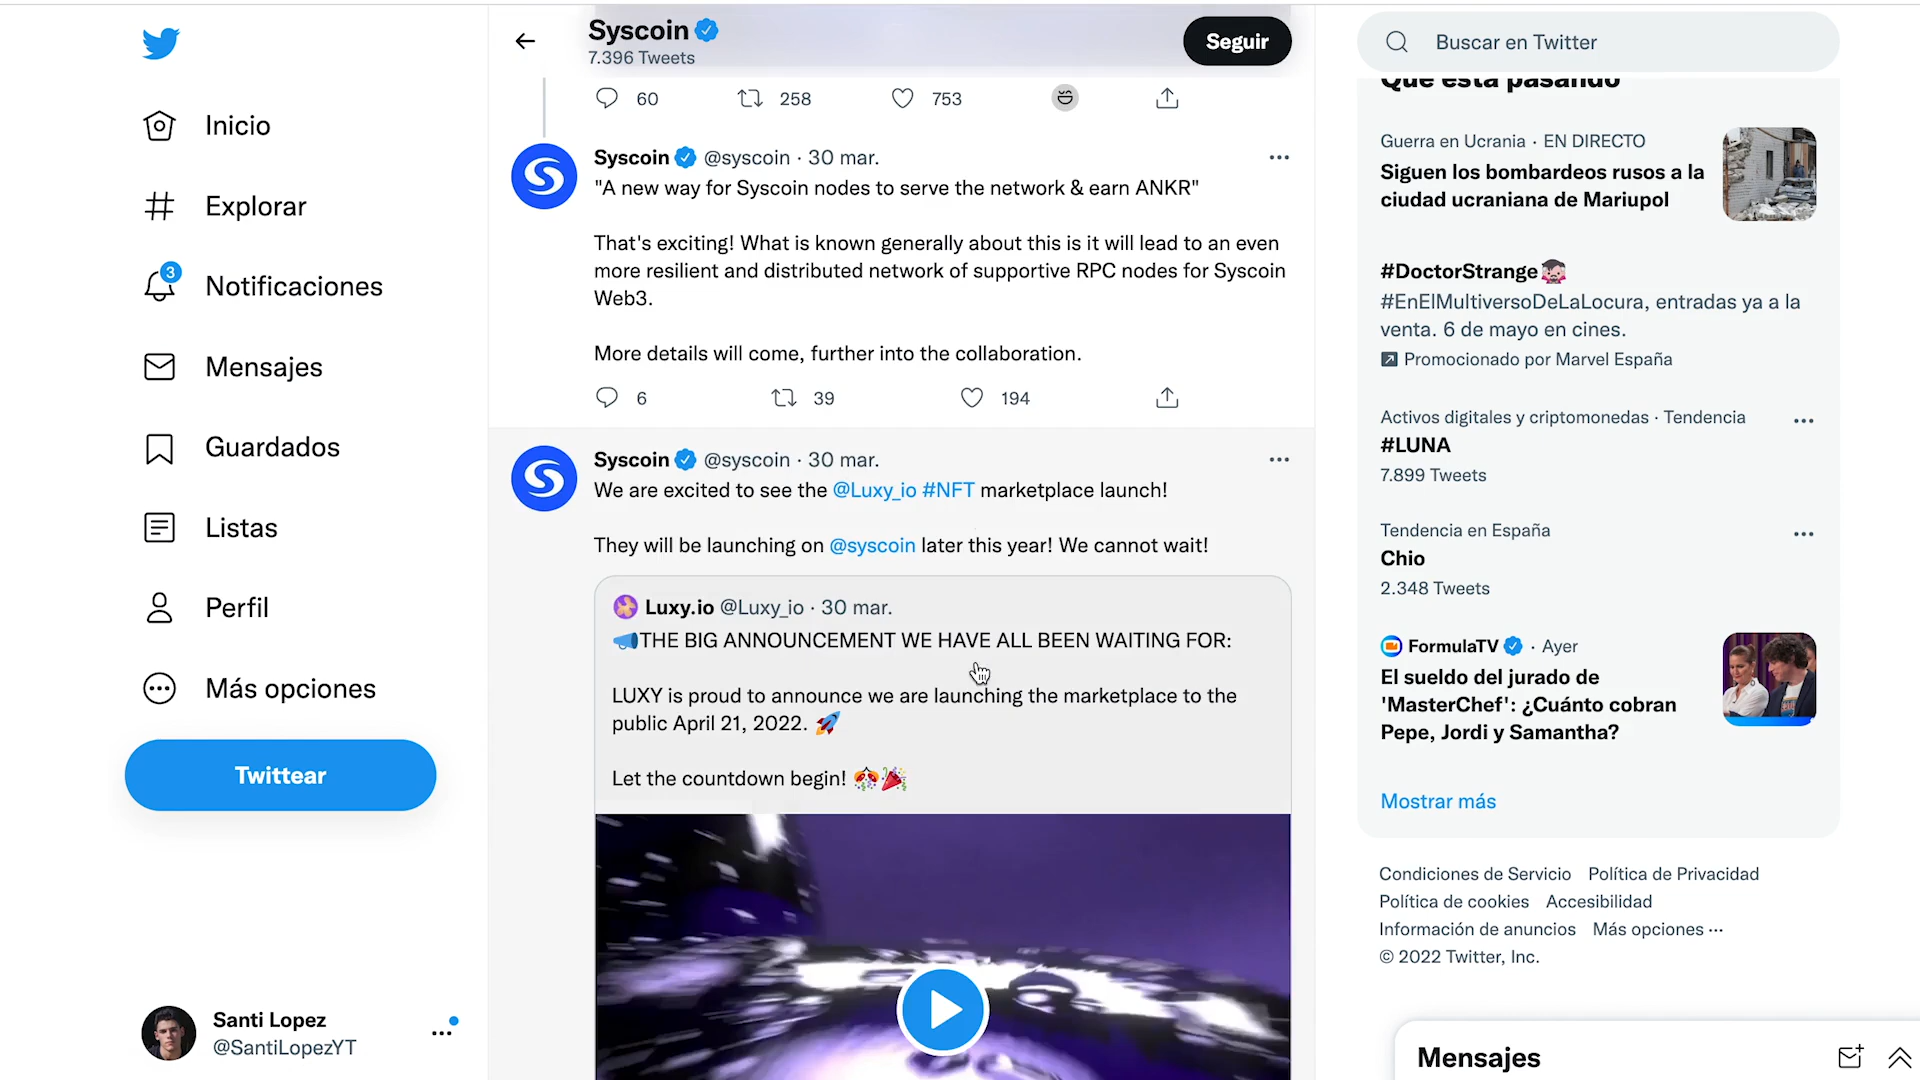 Inicio
Explorar
3
Notificaciones
Mensajes
Guardados
Listas
Perfil
Más opciones
Twittear
Santi Lopez
@SantiLopezYT
Syscoin
7.396 Tweets
Seguir
60 258 753
Syscoin @syscoin · 30 mar.
"A new way for Syscoin nodes to serve the network & earn ANKR"
That's exciting! What is known generally about this is it will lead to an even
more resilient and distributed network of supportive RPC nodes for Syscoin
Web3.
More details will come, further into the collaboration.
6 39 194
Syscoin @syscoin · 30 mar.
We are excited to see the @Luxy_io #NFT marketplace launch!
They will be launching on @syscoin later this year! We cannot wait!
Luxy.io @Luxy_io · 30 mar.
THE BIG ANNOUNCEMENT WE HAVE ALL BEEN WAITING FOR:
LUXY is proud to announce we are launching the marketplace to the
public April 21, 2022.
Let the countdown begin!
Buscar en Twitter
Qué está pasando
Guerra en Ucrania · EN DIRECTO
Siguen los bombardeos rusos a la
ciudad ucraniana de Mariupol
#DoctorStrange
#EnElMultiversoDeLaLocura, entradas ya a la
venta. 6 de mayo en cines.
Promocionado por Marvel España
Activos digitales y criptomonedas · Tendencia
#LUNA
7.899 Tweets
Tendencia en España
Chio
2.348 Tweets
FormulaTV · Ayer
El sueldo del jurado de
'MasterChef': ¿Cuánto cobran
Pepe, Jordi y Samantha?
Mostrar más
Condiciones de Servicio Política de Privacidad
Política de cookies Accesibilidad
Información de anuncios Más opciones ···
© 2022 Twitter, Inc.
Mensajes